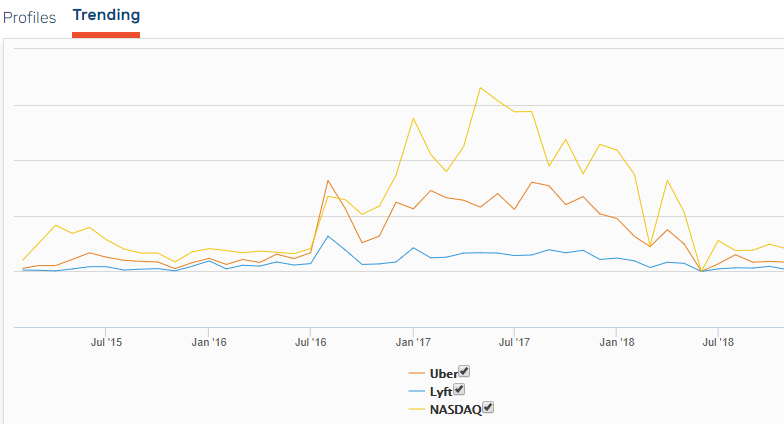 Profiles Trending
Jul '15 Jan '16 Jul '16 Jan '17 Jul '17 Jan '18 Jul '18
Uber
Lyft
NASDAQ